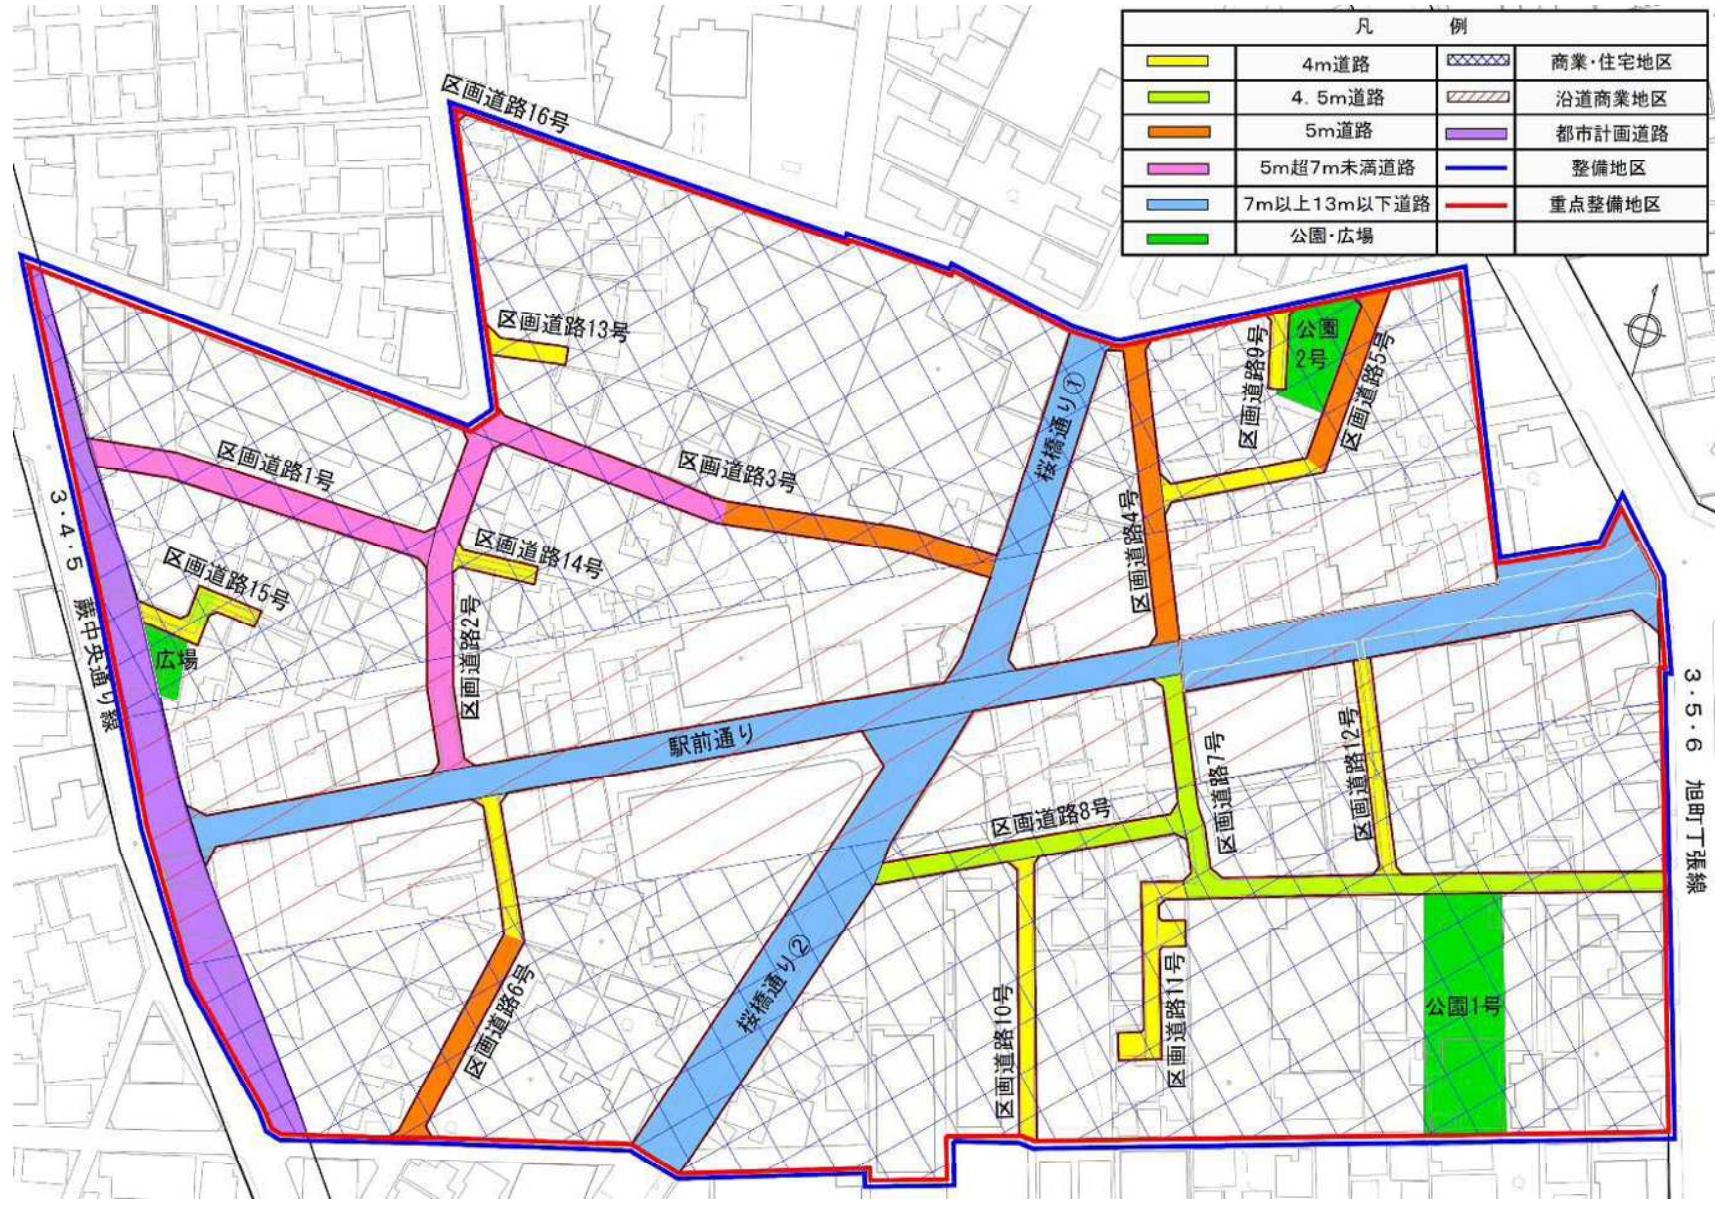 凡 例
4m道路
商業・住宅地区
4.5m道路
沿道商業地区
5m道路
都市計画道路
5m超7m未満道路
整備地区
7m以上13m以下道路
重点整備地区
公園・広場
区画道路16号
区画道路13号
区画道路9号
公園
2号
区画道路5号
桜橋通り①
区画道路1号
区画道路3号
区画道路4号
3・4・5 蕨中央通り線
区画道路15号
区画道路14号
広場
区画道路2号
駅前通り
3・5・6 旭町丁張線
区画道路12号
区画道路7号
区画道路8号
桜橋通り②
区画道路6号
区画道路10号
区画道路11号
公園1号